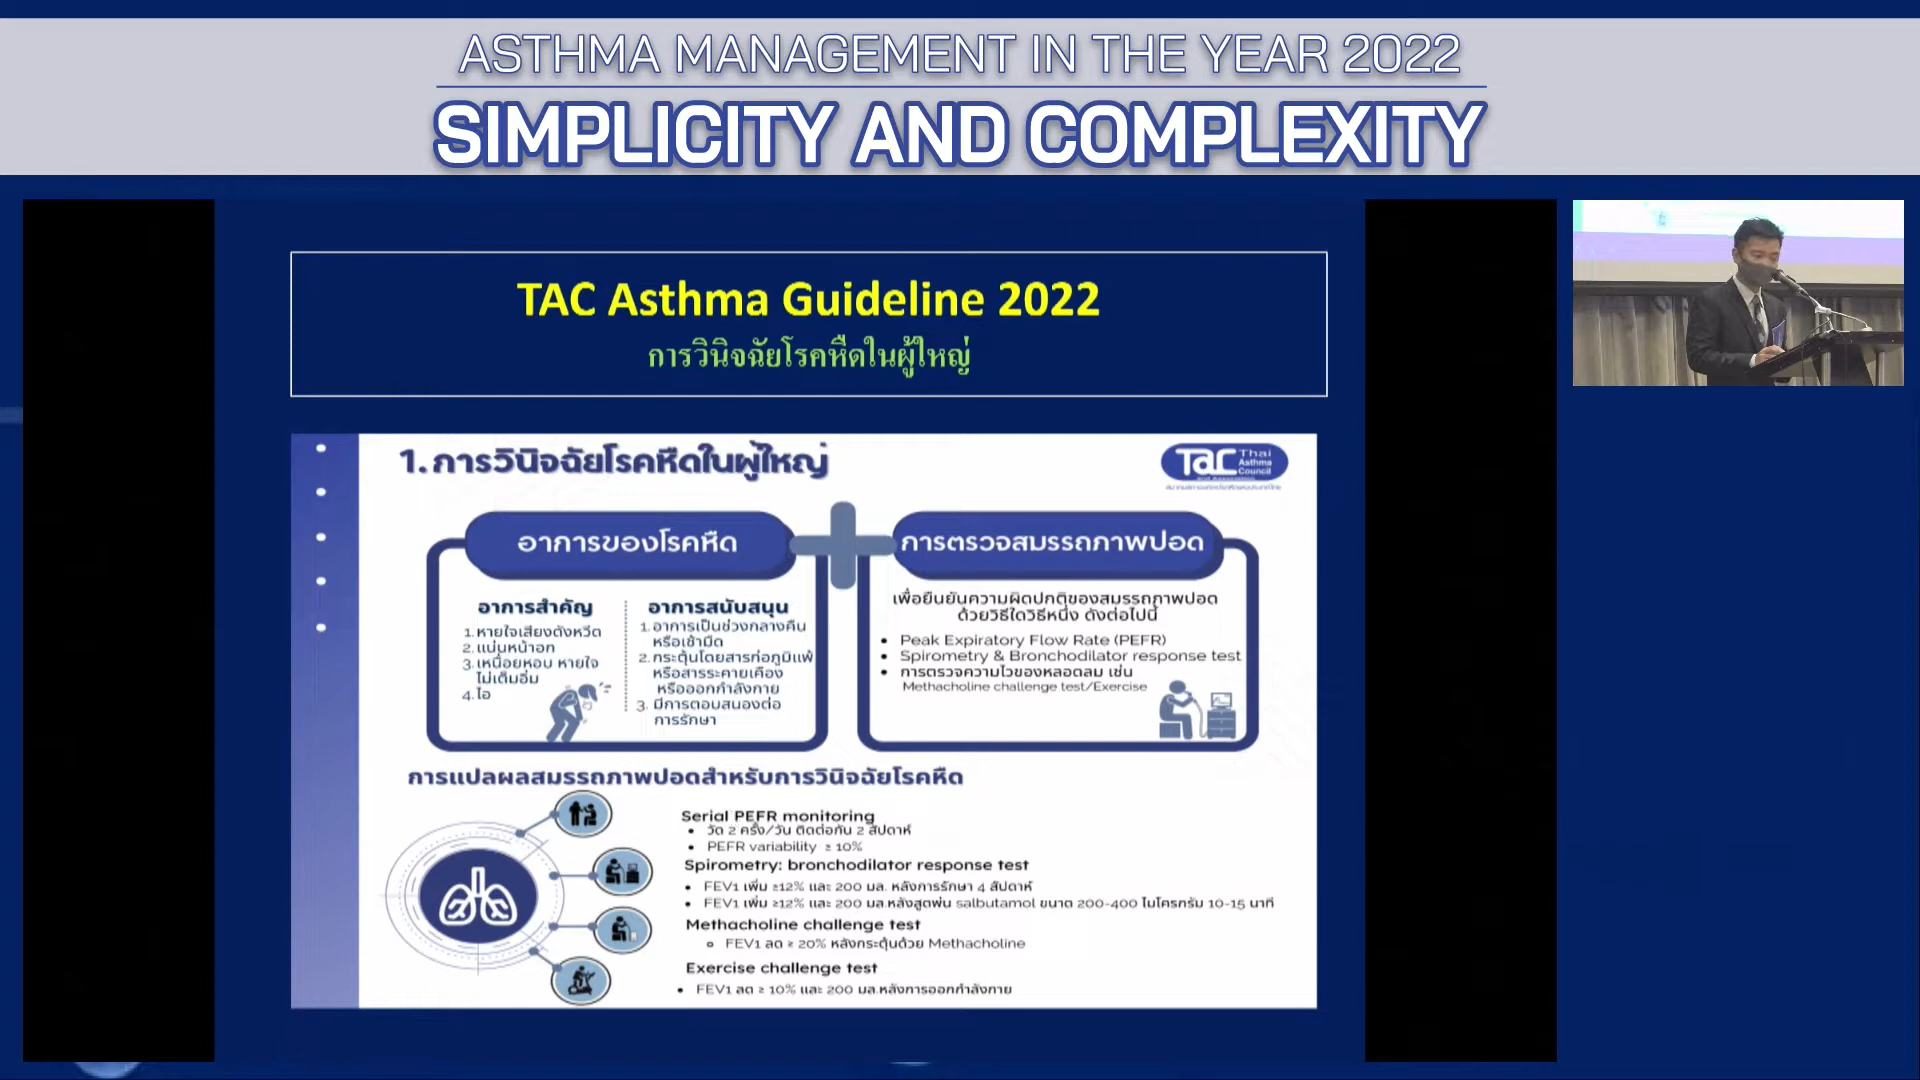 ASTHMA MANAGEMENT IN THE YEAR 2022
SIMPLICITY AND COMPLEXITY
TAC Asthma Guideline 2022
การวินิจฉัยโรคหืดในผู้ใหญ่
1. การวินิจฉัยโรคหืดในผู้ใหญ่
TaC Thai
Asthma
Council
อาการของโรคหืด
การตรวจสมรรถภาพปอด
อาการสำคัญ
1. หายใจเสียงดังหวีด
2. แน่นหน้าอก
3. เหนื่อยหอบ หายใจ
ไม่เต็มอิ่ม
4. ไอ
อาการสนับสนุน
1. อาการเป็นช่วงกลางคืน
หรือเช้ามืด
2. กระตุ้นโดยสารก่อภูมิแพ้
หรือสารระคายเคือง
หรือออกกำลังกาย
3. มีการตอบสนองต่อ
การรักษา
เพื่อยืนยันความผิดปกติของสมรรถภาพปอด
ด้วยวิธีใดวิธีหนึ่ง ดังต่อไปนี้
• Peak Expiratory Flow Rate (PEFR)
• Spirometry & Bronchodilator response test
• การตรวจความไวของหลอดลม เช่น
Methacholine challenge test/Exercise
การแปลผลสมรรถภาพปอดสำหรับการวินิจฉัยโรคหืด
Serial PEFR monitoring
• วัด 2 ครั้ง/วัน ติดต่อกัน 2 สัปดาห์
• PEFR variability ≥ 10%
Spirometry: bronchodilator response test
• FEV1 เพิ่ม ≥12% และ 200 มล. หลังการรักษา 4 สัปดาห์
• FEV1 เพิ่ม ≥12% และ 200 มล.หลังสูดพ่น salbutamol ขนาด 200-400 ไมโครกรัม 10-15 นาที
Methacholine challenge test
o FEV1 ลด ≥ 20% หลังกระตุ้นด้วย Methacholine
Exercise challenge test
• FEV1 ลด ≥ 10% และ 200 มล.หลังการออกกำลังกาย